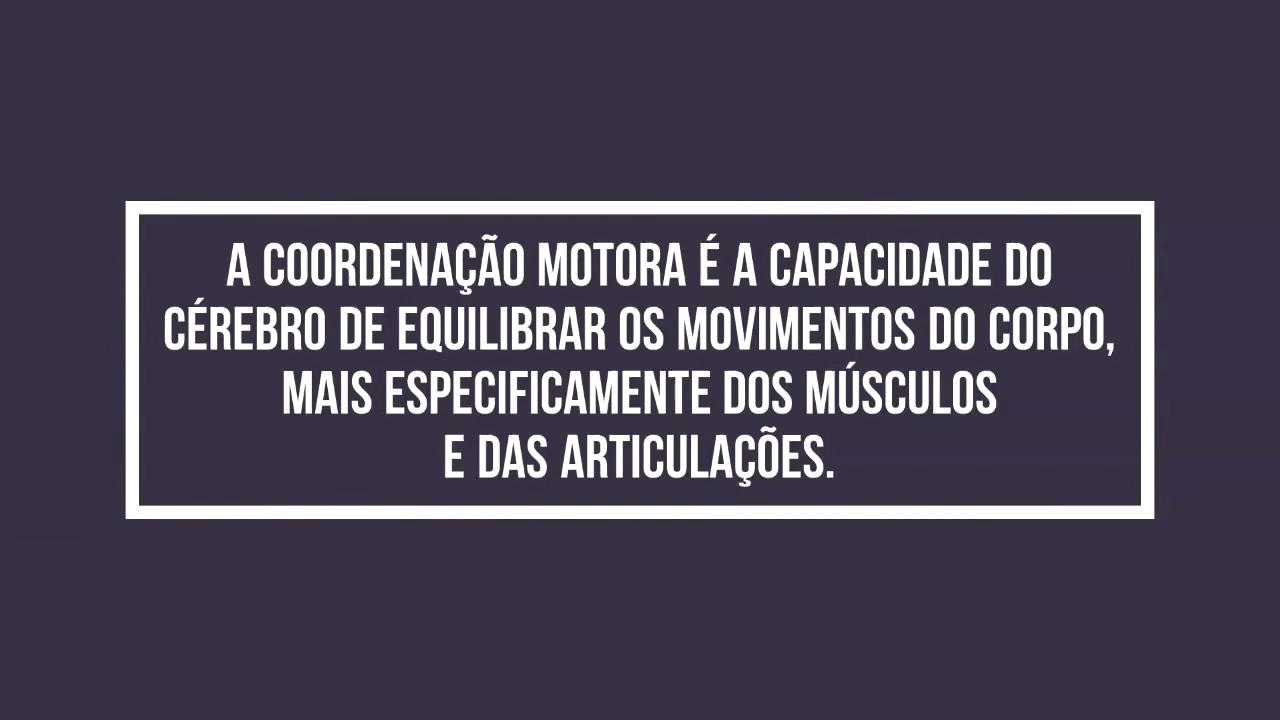 A COORDENAÇÃO MOTORA É A CAPACIDADE DO
CÉREBRO DE EQUILIBRAR OS MOVIMENTOS DO CORPO,
MAIS ESPECIFICAMENTE DOS MÚSCULOS
E DAS ARTICULAÇÕES.